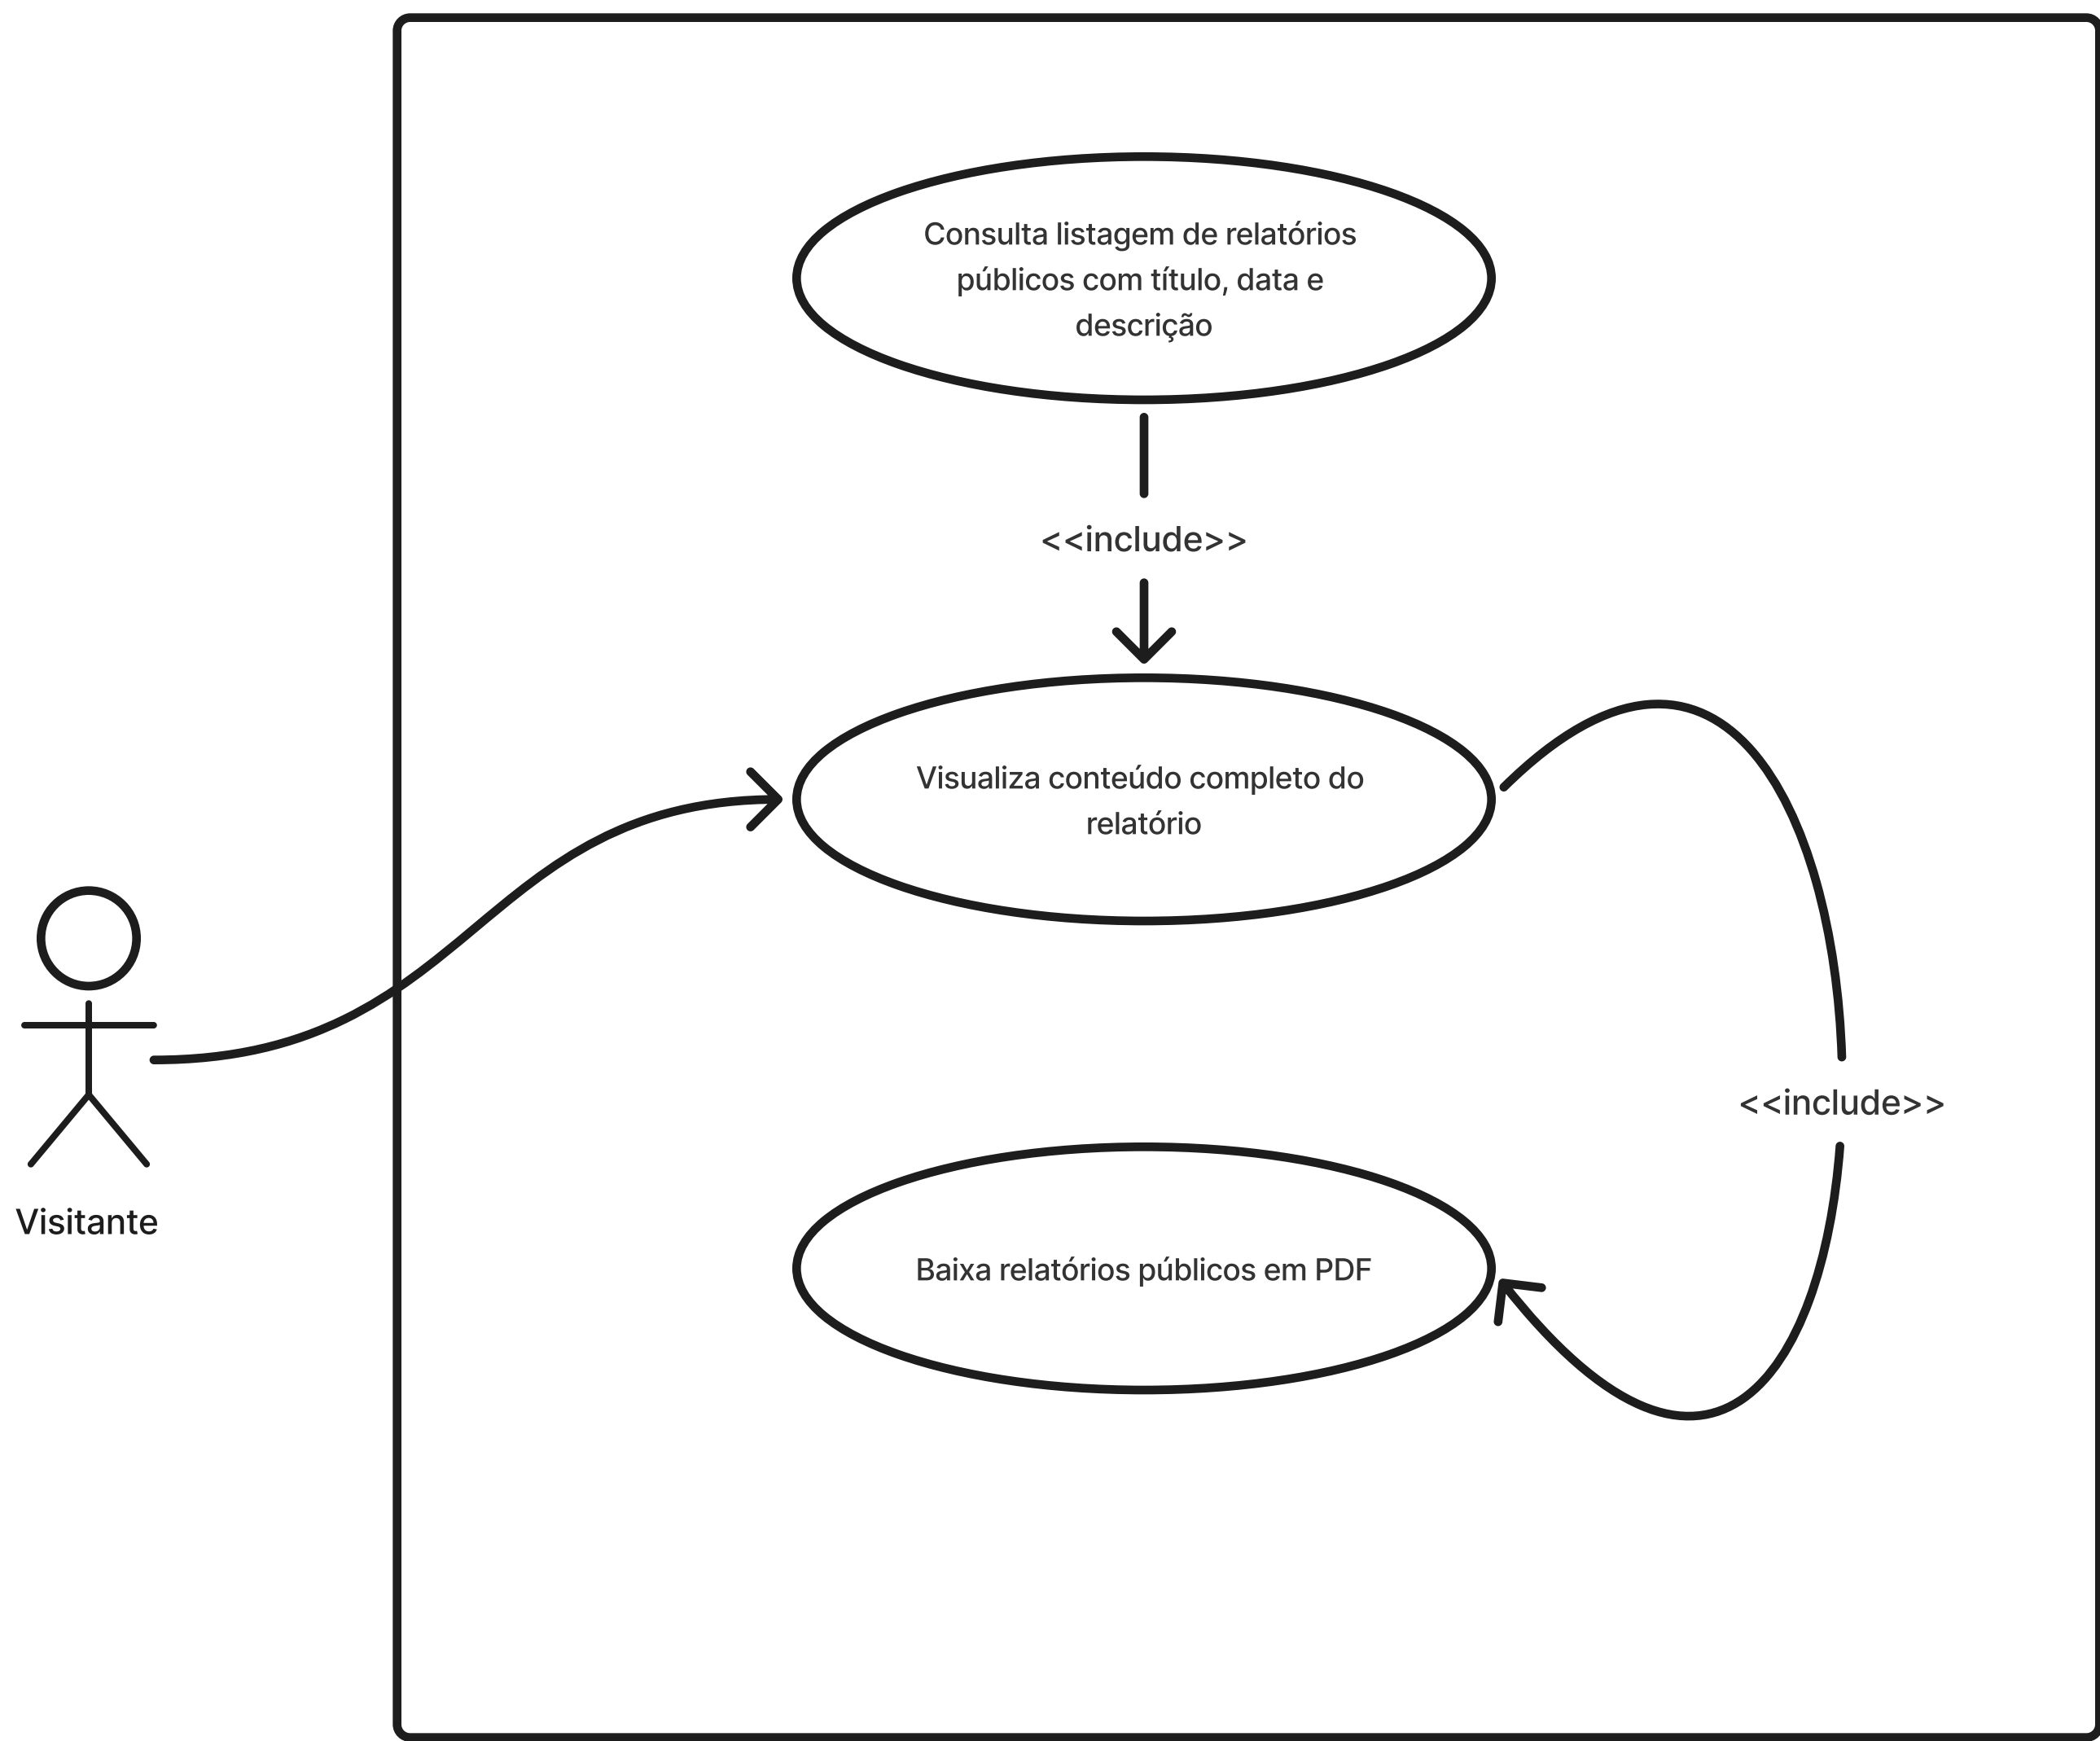 Consulta listagem de relatórios
públicos com título, data e
descrição
<<include>>
Visualiza conteúdo completo do
relatório
<<include>>
Visitante
Baixa relatórios públicos em PDF